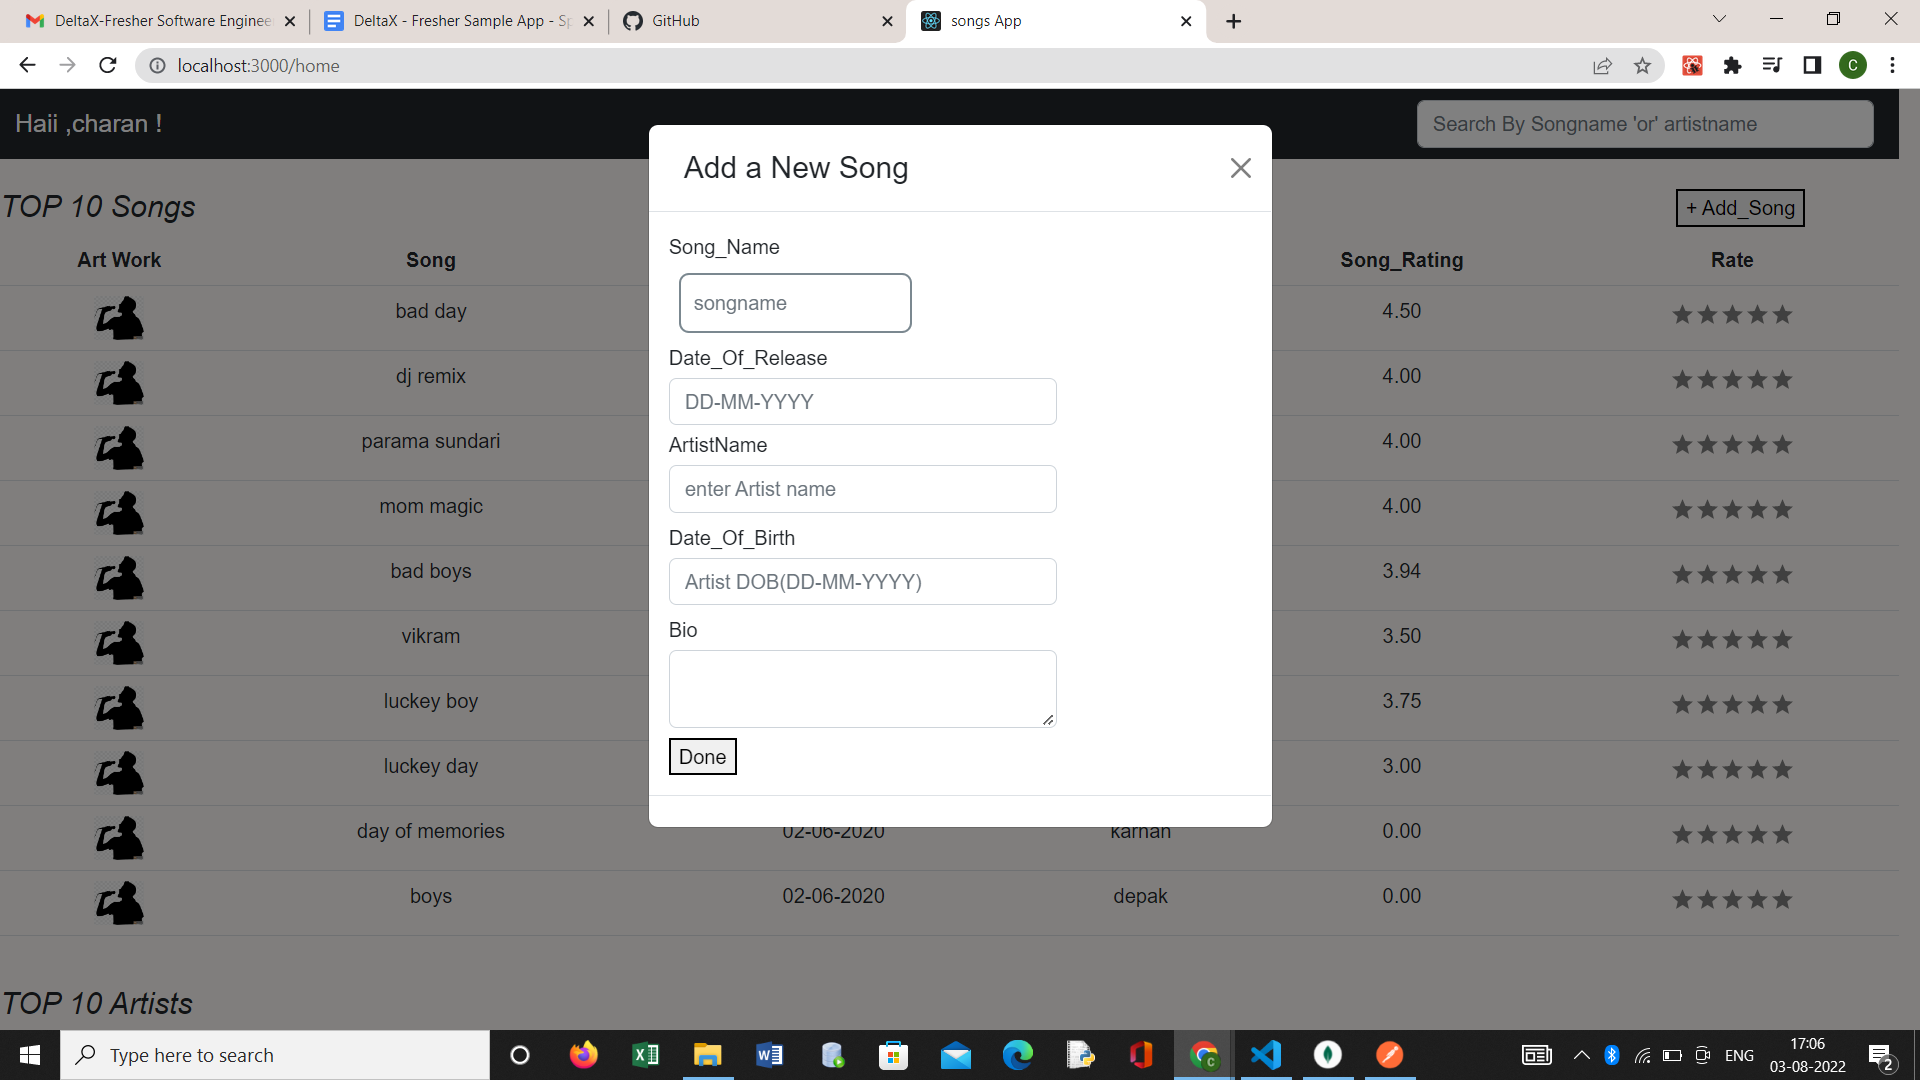 DeltaX-Fresher Software Enginee
DeltaX - Fresher Sample App - Sp
GitHub
songs App
localhost:3000/home
C
Haii ,charan !
Search By Songname 'or' artistname
Add a New Song
TOP 10 Songs
+ Add_Song
Art Work Song Song_Rating Rate
bad day 4.50
dj remix 4.00
parama sundari 4.00
mom magic 4.00
bad boys 3.94
vikram 3.50
luckey boy 3.75
luckey day 3.00
day of memories 02-06-2020 karnan 0.00
boys 02-06-2020 depak 0.00
Song_Name
songname
Date_Of_Release
DD-MM-YYYY
ArtistName
enter Artist name
Date_Of_Birth
Artist DOB(DD-MM-YYYY)
Bio
Done
TOP 10 Artists
Type here to search
ENG
17:06
03-08-2022
2